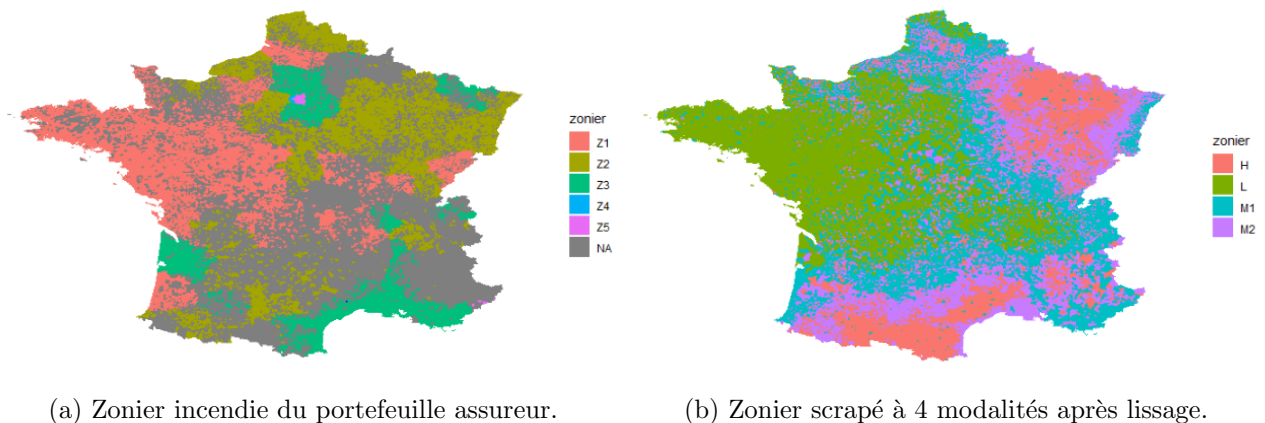 zonier
Z1
Z2
Z3
Z4
Z5
NA
zonier
H
L
M1
M2
(a) Zonier incendie du portefeuille assureur.
(b) Zonier scrapé à 4 modalités après lissage.